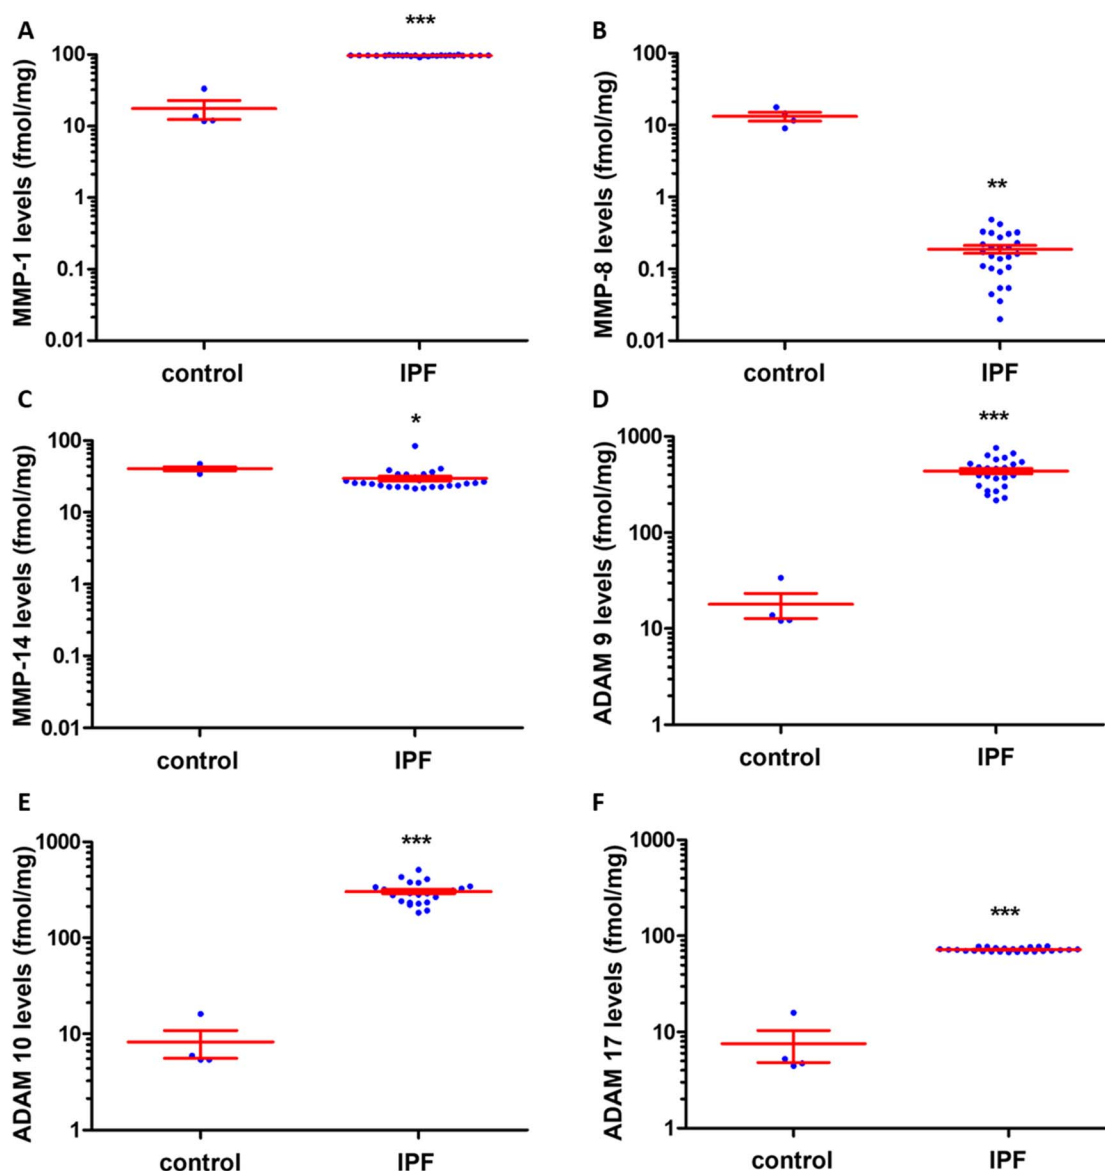 A
***
MMP-1 levels (fmol/mg)
100
10
1
0.1
0.01
control
IPF
B
**
MMP-8 levels (fmol/mg)
100
10
1
0.1
0.01
control
IPF
C
*
MMP-14 levels (fmol/mg)
100
10
1
0.1
0.01
control
IPF
D
***
ADAM 9 levels (fmol/mg)
1000
100
10
1
control
IPF
E
***
ADAM 10 levels (fmol/mg)
1000
100
10
1
control
IPF
F
***
ADAM 17 levels (fmol/mg)
1000
100
10
1
control
IPF